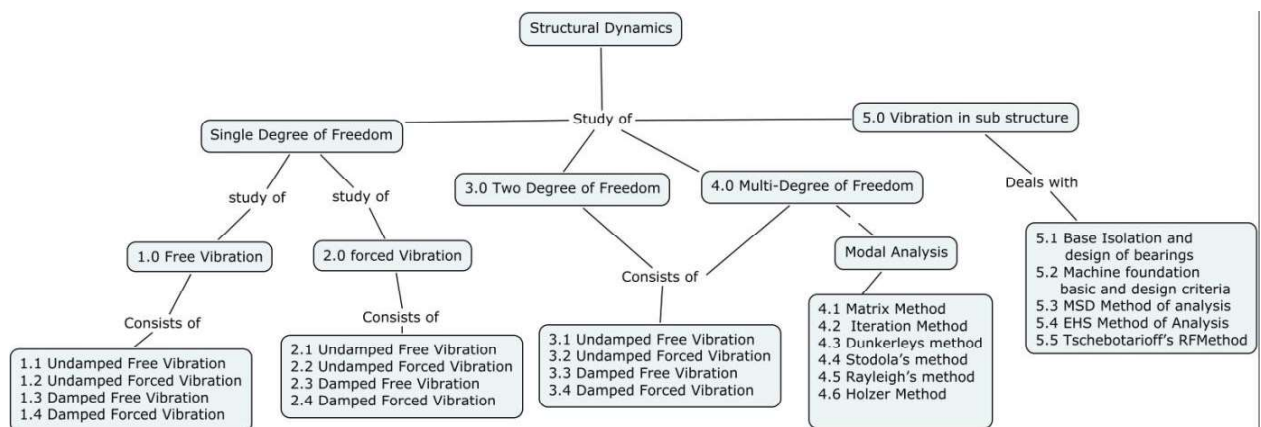 Structural Dynamics
Study of
Single Degree of Freedom
5.0 Vibration in sub structure
study of
study of
3.0 Two Degree of Freedom
4.0 Multi-Degree of Freedom
Deals with
1.0 Free Vibration
2.0 forced Vibration
Consists of
Modal Analysis
5.1 Base Isolation and
design of bearings
5.2 Machine foundation
basic and design criteria
5.3 MSD Method of analysis
5.4 EHS Method of Analysis
5.5 Tschebotarioff's RFMethod
Consists of
Consists of
1.1 Undamped Free Vibration
1.2 Undamped Forced Vibration
1.3 Damped Free Vibration
1.4 Damped Forced Vibration
2.1 Undamped Free Vibration
2.2 Undamped Forced Vibration
2.3 Damped Free Vibration
2.4 Damped Forced Vibration
3.1 Undamped Free Vibration
3.2 Undamped Forced Vibration
3.3 Damped Free Vibration
3.4 Damped Forced Vibration
4.1 Matrix Method
4.2 Iteration Method
4.3 Dunkerleys method
4.4 Stodola's method
4.5 Rayleigh's method
4.6 Holzer Method